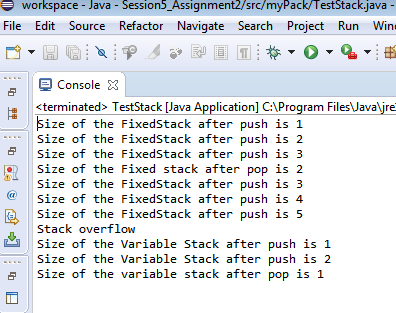 workspace - Java - Session5_Assignment2/src/myPack/TestStack.java -
File Edit Source Refactor Navigate Search Project Run Win
Console
<terminated> TestStack [Java Application] C:\Program Files\Java\jre
Size of the FixedStack after push is 1
Size of the FixedStack after push is 2
Size of the FixedStack after push is 3
Size of the Fixed stack after pop is 2
Size of the FixedStack after push is 3
Size of the FixedStack after push is 4
Size of the FixedStack after push is 5
Stack overflow
Size of the Variable Stack after push is 1
Size of the Variable Stack after push is 2
Size of the variable stack after pop is 1